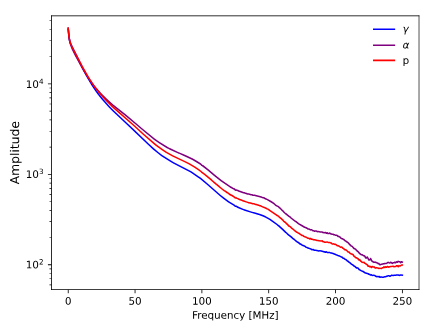 γ
α
p
10⁴
10³
10²
Amplitude
0
50
100
150
200
250
Frequency [MHz]